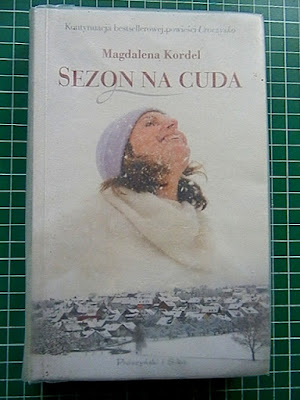 Kontynuacja bestsellerowej powieści Uroczysko
Magdalena Kordel
SEZON NA CUDA
Prószyński i S-ka